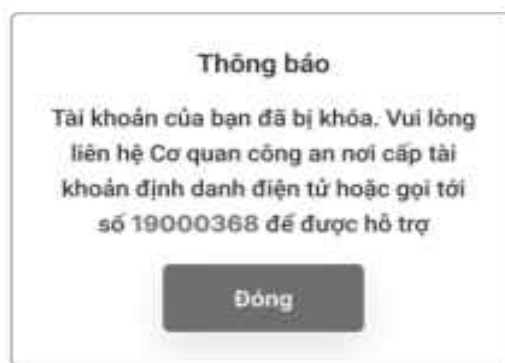 Thông báo
Tài khoản của bạn đã bị khóa. Vui lòng
liên hệ Cơ quan công an nơi cấp tài
khoản định danh điện tử hoặc gọi tới
số 19000368 để được hỗ trợ
Đóng